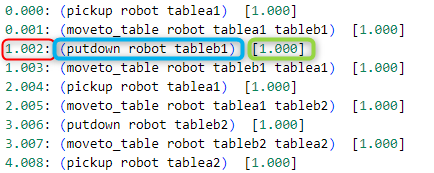 0.000: (pickup robot tablea1)  [1.000]
0.001: (moveto_table robot tablea1 tableb1)  [1.000]
1.002: (putdown robot tableb1)  [1.000]
1.003: (moveto_table robot tableb1 tablea1)  [1.000]
2.004: (pickup robot tablea1)  [1.000]
2.005: (moveto_table robot tablea1 tableb2)  [1.000]
3.006: (putdown robot tableb2)  [1.000]
3.007: (moveto_table robot tableb2 tablea2)  [1.000]
4.008: (pickup robot tablea2)  [1.000]